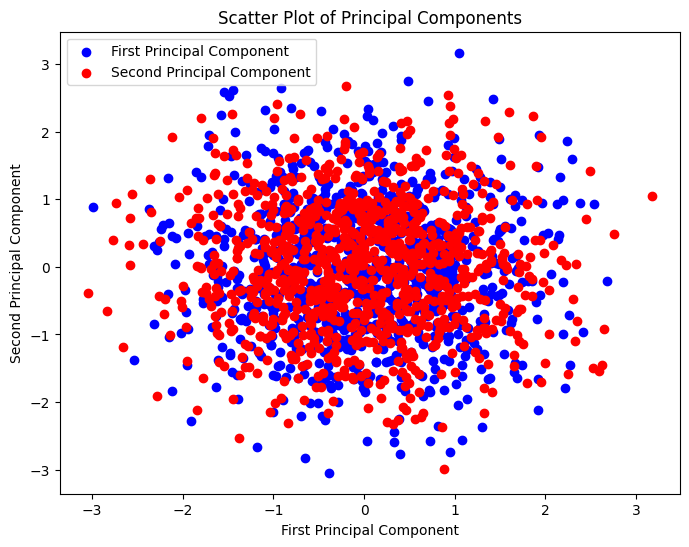 Scatter Plot of Principal Components
First Principal Component
Second Principal Component
3
2
1
0
−1
−2
−3
Second Principal Component
−3
−2
−1
0
1
2
3
First Principal Component